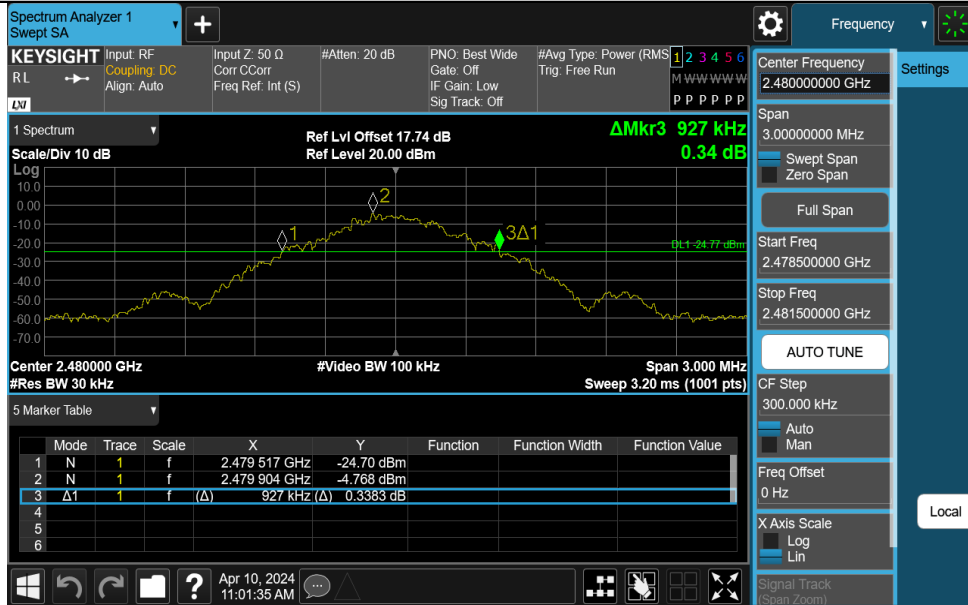 Spectrum Analyzer 1
Swept SA
+
Frequency
KEYSIGHT
RL
LXI
Input: RF
Coupling: DC
Align: Auto
Input Z: 50 Ω
Corr CCorr
Freq Ref: Int (S)
#Atten: 20 dB
PNO: Best Wide
Gate: Off
IF Gain: Low
Sig Track: Off
#Avg Type: Power (RMS
Trig: Free Run
1 2 3 4 5 6
M W W W W W
P P P P P P
1 Spectrum
Scale/Div 10 dB
Ref Lvl Offset 17.74 dB
Ref Level 20.00 dBm
ΔMkr3 927 kHz
0.34 dB
Log
10.0
0.00
-10.0
-20.0
-30.0
-40.0
-50.0
-60.0
-70.0
1
2
3Δ1
DL1 -24.77 dBm
Center 2.480000 GHz
#Video BW 100 kHz
Span 3.000 MHz
#Res BW 30 kHz
Sweep 3.20 ms (1001 pts)
5 Marker Table
Mode Trace Scale X Y Function Function Width Function Value
1 N 1 f 2.479 517 GHz -24.70 dBm
2 N 1 f 2.479 904 GHz -4.768 dBm
3 Δ1 1 f (Δ) 927 kHz (Δ) 0.3383 dB
4
5
6
?
Apr 10, 2024
11:01:35 AM
Center Frequency
2.480000000 GHz
Settings
Span
3.00000000 MHz
Swept Span
Zero Span
Full Span
Start Freq
2.478500000 GHz
Stop Freq
2.481500000 GHz
AUTO TUNE
CF Step
300.000 kHz
Auto
Man
Freq Offset
0 Hz
Local
X Axis Scale
Log
Lin
Signal Track
(Span Zoom)